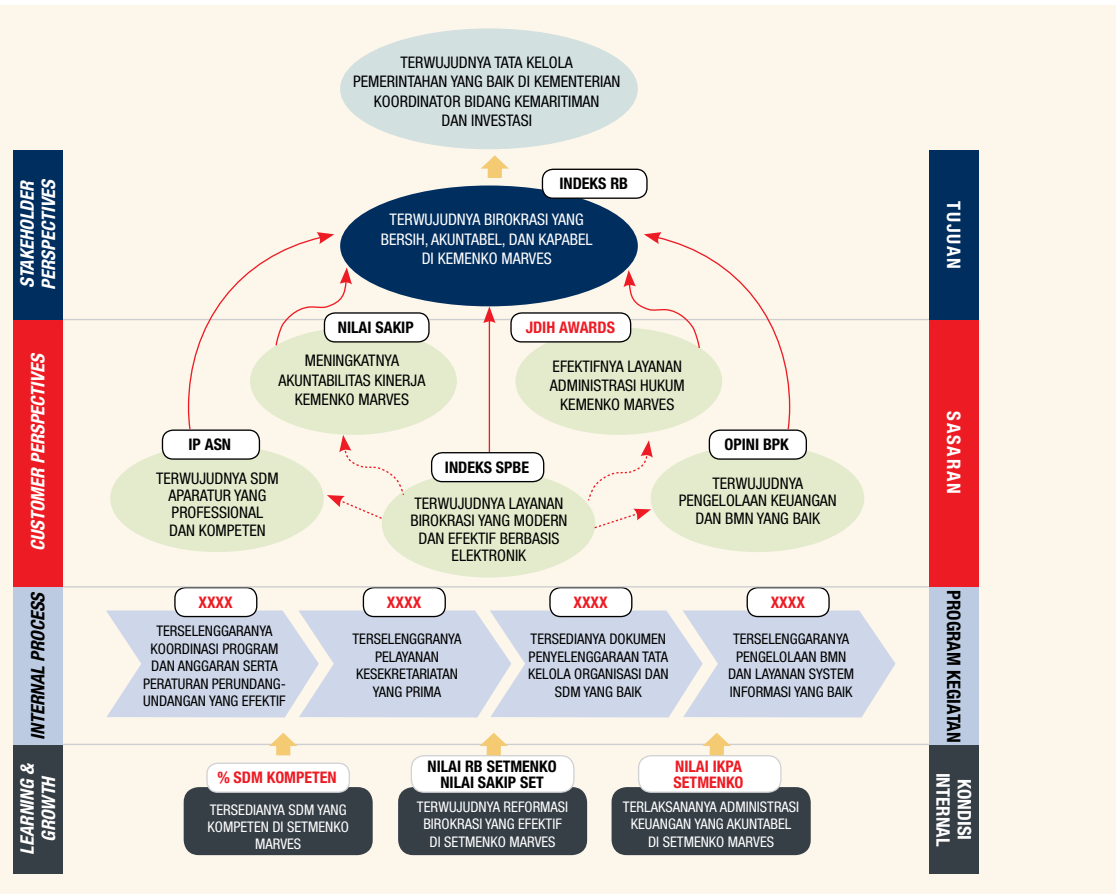 TERWUJUDNYA TATA KELOLA
PEMERINTAHAN YANG BAIK DI KEMENTERIAN
KOORDINATOR BIDANG KEMARITIMAN
DAN INVESTASI
STAKEHOLDER
PERSPECTIVES
INDEKS RB
TERWUJUDNYA BIROKRASI YANG
BERSIH, AKUNTABEL, DAN KAPABEL
DI KEMENKO MARVES
TUJUAN
CUSTOMER PERSPECTIVES
NILAI SAKIP
MENINGKATNYA
AKUNTABILITAS KINERJA
KEMENKO MARVES
JDIH AWARDS
EFEKTIFNYA LAYANAN
ADMINISTRASI HUKUM
KEMENKO MARVES
IP ASN
TERWUJUDNYA SDM
APARATUR YANG
PROFESSIONAL
DAN KOMPETEN
INDEKS SPBE
TERWUJUDNYA LAYANAN
BIROKRASI YANG MODERN
DAN EFEKTIF BERBASIS
ELEKTRONIK
OPINI BPK
TERWUJUDNYA
PENGELOLAAN KEUANGAN
DAN BMN YANG BAIK
SASARAN
INTERNAL PROCESS
XXXX
TERSELENGGARANYA
KOORDINASI PROGRAM
DAN ANGGARAN SERTA
PERATURAN PERUNDANG-
UNDANGAN YANG EFEKTIF
XXXX
TERSELENGGRANYA
PELAYANAN
KESEKRETARIATAN
YANG PRIMA
XXXX
TERSEDIANYA DOKUMEN
PENYELENGGARAAN TATA
KELOLA ORGANISASI DAN
SDM YANG BAIK
XXXX
TERSELENGGARANYA
PENGELOLAAN BMN
DAN LAYANAN SYSTEM
INFORMASI YANG BAIK
PROGRAM KEGIATAN
LEARNING &
GROWTH
% SDM KOMPETEN
TERSEDIANYA SDM YANG
KOMPETEN DI SETMENKO
MARVES
NILAI RB SETMENKO
NILAI SAKIP SET
TERWUJUDNYA REFORMASI
BIROKRASI YANG EFEKTIF
DI SETMENKO MARVES
NILAI IKPA
SETMENKO
TERLAKSANANYA ADMINISTRASI
KEUANGAN YANG AKUNTABEL
DI SETMENKO MARVES
KONDISI
INTERNAL